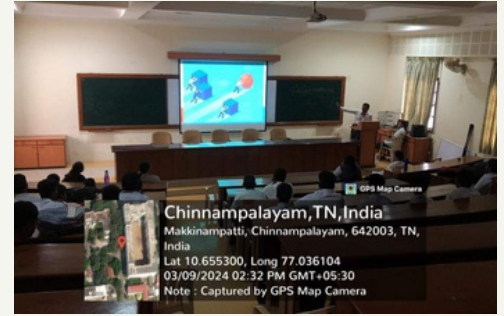 GPS Map Camera
Chinnampalayam,TN,India
Makkinampatti, Chinnampalayam, 642003, TN,
India
Lat 10.655300, Long 77.036104
03/09/2024 02:32 PM GMT+05:30
Note : Captured by GPS Map Camera